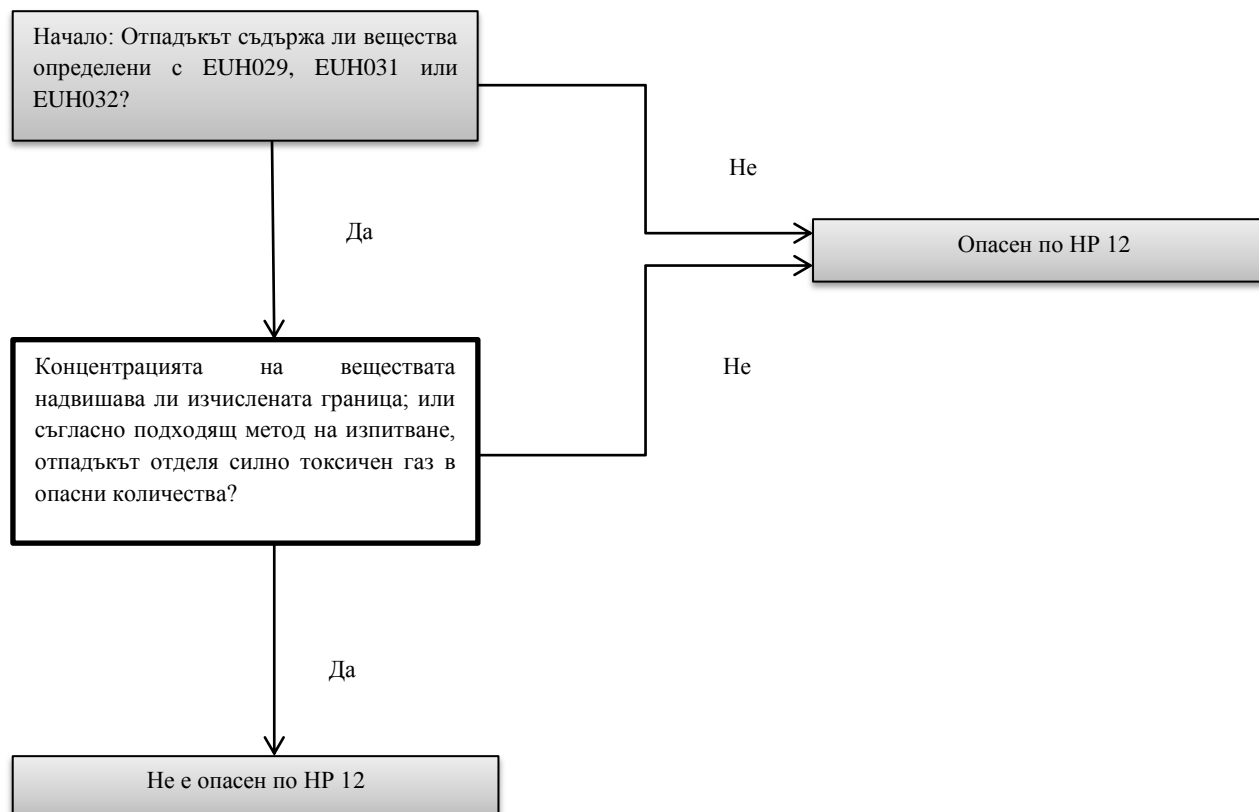 Начало: Отпадъкът съдържа ли вещества
определени с EUH029, EUH031 или
EUH032?
Не
Да
Опасен по HP 12
Концентрацията на веществата
надвишава ли изчислената граница; или
съгласно подходящ метод на изпитване,
отпадъкът отделя силно токсичен газ в
опасни количества?
Не
Да
Не е опасен по HP 12